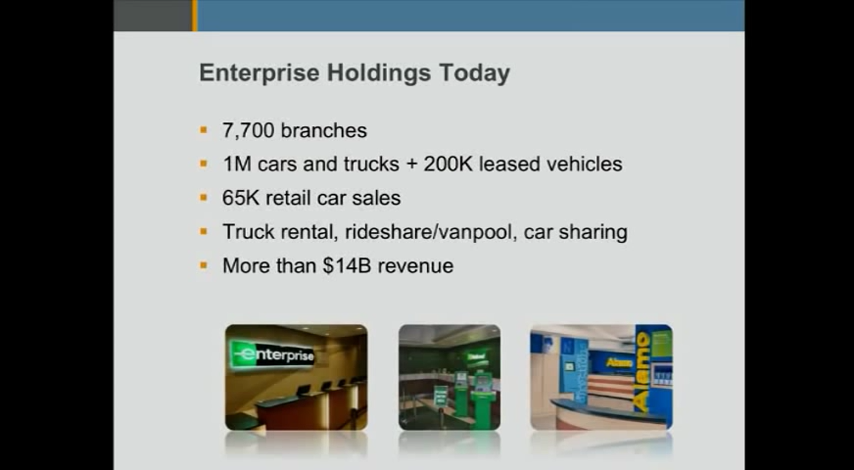 Enterprise Holdings Today
7,700 branches
1M cars and trucks + 200K leased vehicles
65K retail car sales
Truck rental, rideshare/vanpool, car sharing
More than $14B revenue
enterprise
Alamo
Alamo